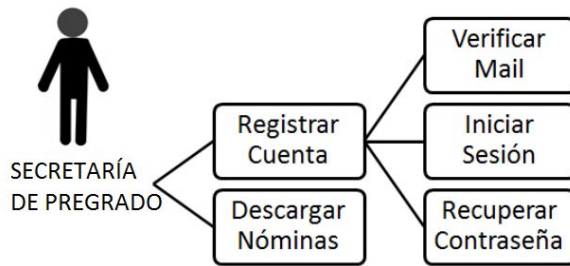 SECRETARÍA
DE PREGRADO
Registrar
Cuenta
Descargar
Nóminas
Verificar
Mail
Iniciar
Sesión
Recuperar
Contraseña